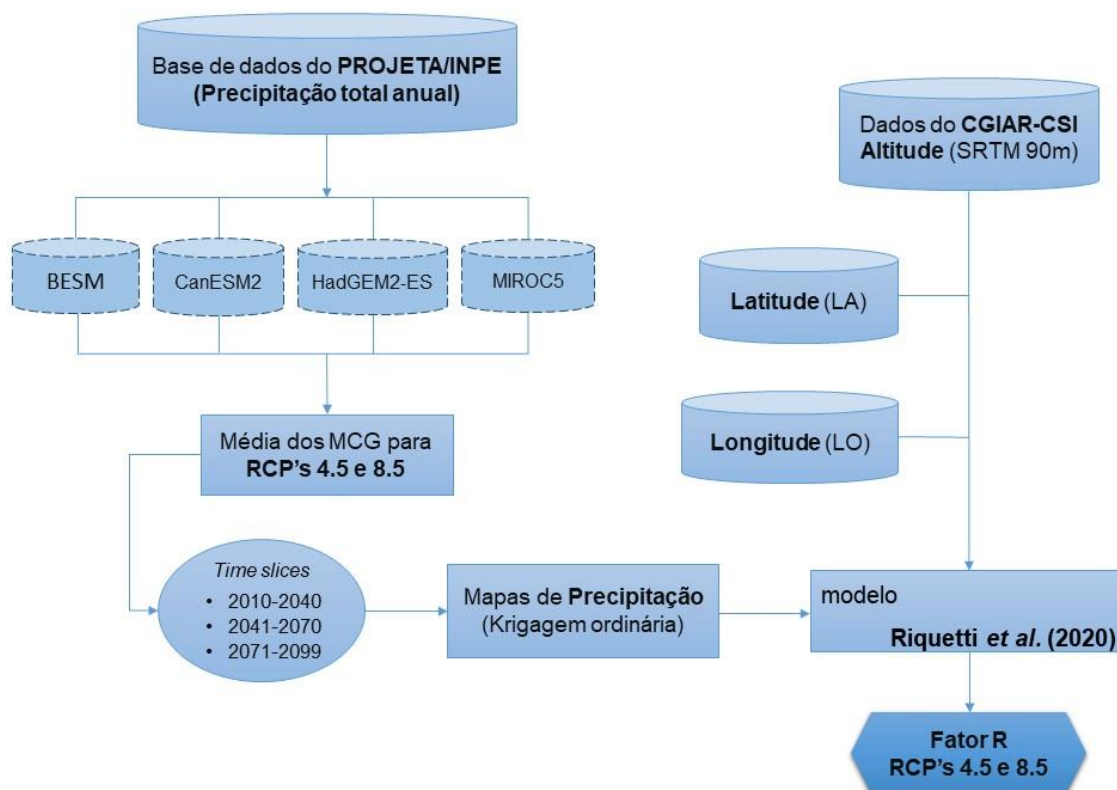 Base de dados do PROJETA/INPE
(Precipitação total anual)
BESM
CanESM2
HadGEM2-ES
MIROC5
Média dos MCG para
RCP’s 4.5 e 8.5
Time slices
• 2010-2040
• 2041-2070
• 2071-2099
Mapas de Precipitação
(Krigagem ordinária)
Dados do CGIAR-CSI
Altitude (SRTM 90m)
Latitude (LA)
Longitude (LO)
modelo
Riquetti et al. (2020)
Fator R
RCP’s 4.5 e 8.5